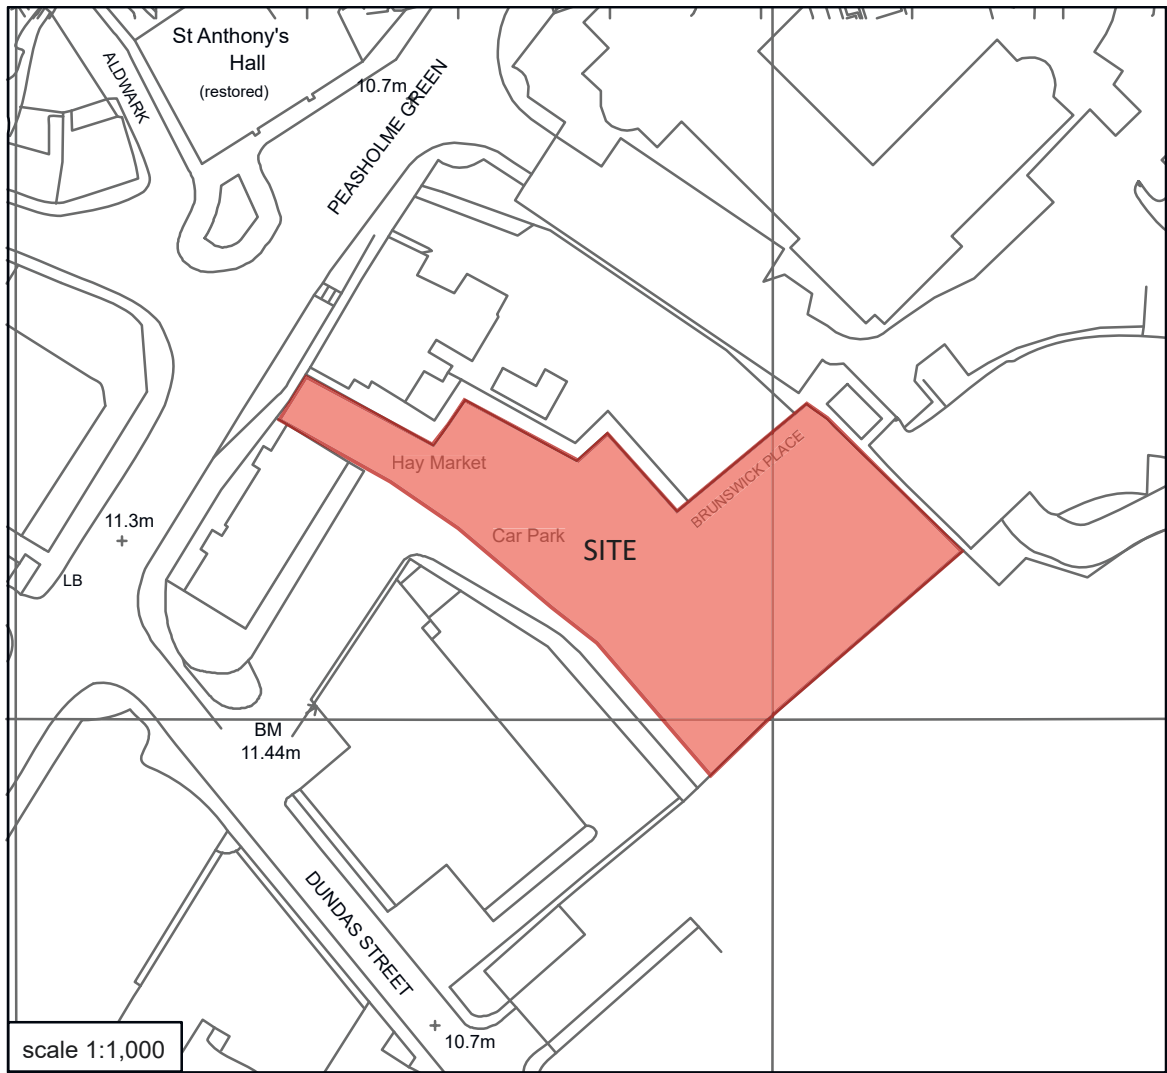 St Anthony's
Hall
(restored)
ALDWARK
10.7m
PEASHOLME GREEN
Hay Market
BRUNSWICK PLACE
Car Park
SITE
11.3m
LB
BM
11.44m
DUNDAS STREET
10.7m
scale 1:1,000